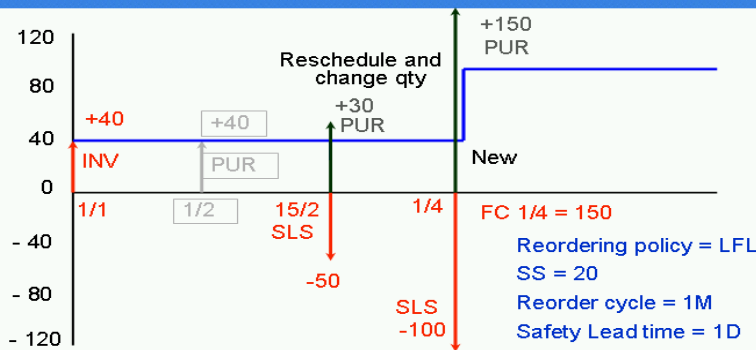 +150
PUR
120
Reschedule and
change qty
80
+30
PUR
+40
+40
40
INV
PUR
New
0
1/1
1/2
15/2
SLS
1/4
FC 1/4 = 150
- 40
Reordering policy = LFL
-50
SS = 20
- 80
SLS
-100
Reorder cycle = 1M
- 120
Safety Lead time = 1D